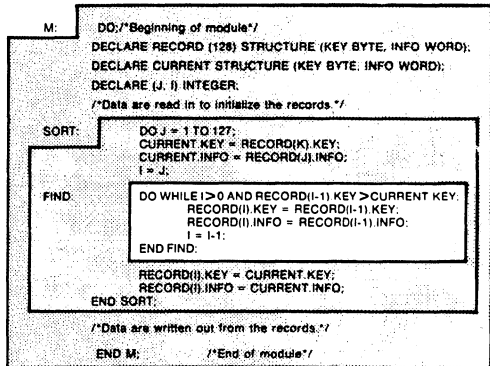 M: DO;/*Beginning of module*/
DECLARE RECORD (128) STRUCTURE (KEY BYTE, INFO WORD);
DECLARE CURRENT STRUCTURE (KEY BYTE, INFO WORD);
DECLARE (J, I) INTEGER;
/*Data are read in to initialize the records.*/
SORT: DO J = 1 TO 127;
CURRENT.KEY = RECORD(K).KEY;
CURRENT.INFO = RECORD(J).INFO;
I = J;
FIND: DO WHILE I>0 AND RECORD(I-1).KEY>CURRENT.KEY;
RECORD(I).KEY = RECORD(I-1).KEY;
RECORD(I).INFO = RECORD(I-1).INFO;
I = I-1;
END FIND;
RECORD(I).KEY = CURRENT.KEY;
RECORD(I).INFO = CURRENT.INFO;
END SORT;
/*Data are written out from the records.*/
END M; /*End of module*/